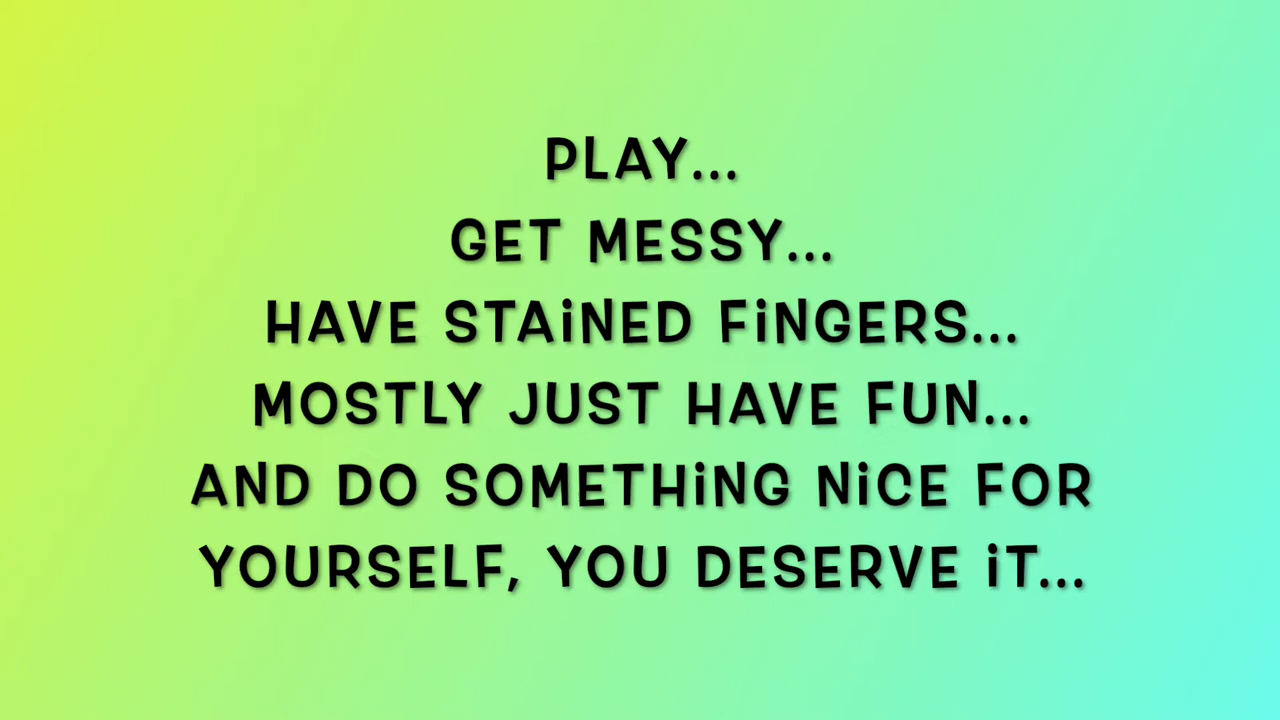 PLAY...
GET MESSY...
HAVE STAiNED FiNGERS...
MOSTLY JUST HAVE FUN...
AND DO SOMETHiNG NiCE FOR
YOURSELF, YOU DESERVE iT...